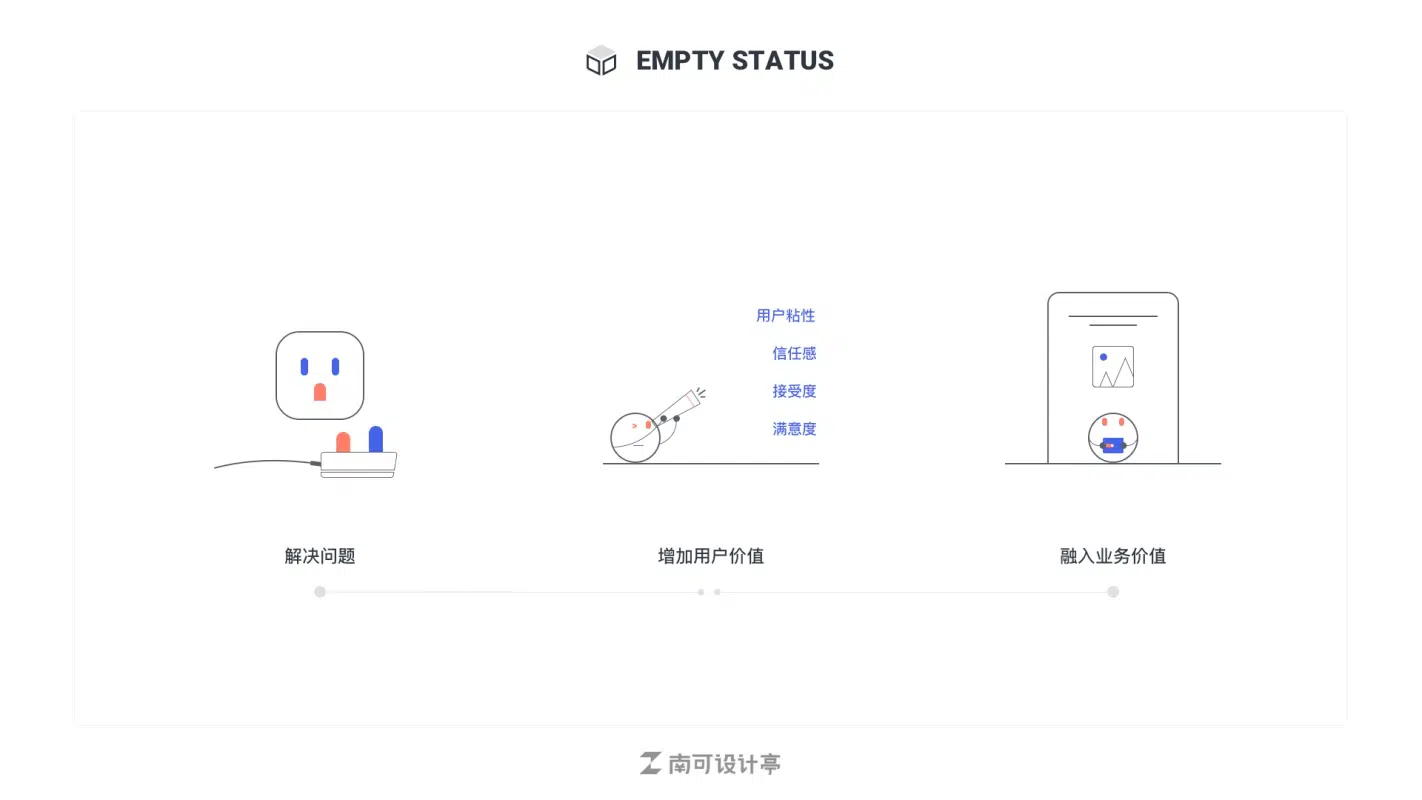 EMPTY STATUS
用户粘性
信任感
接受度
满意度
解决问题
增加用户价值
融入业务价值
南可设计亭